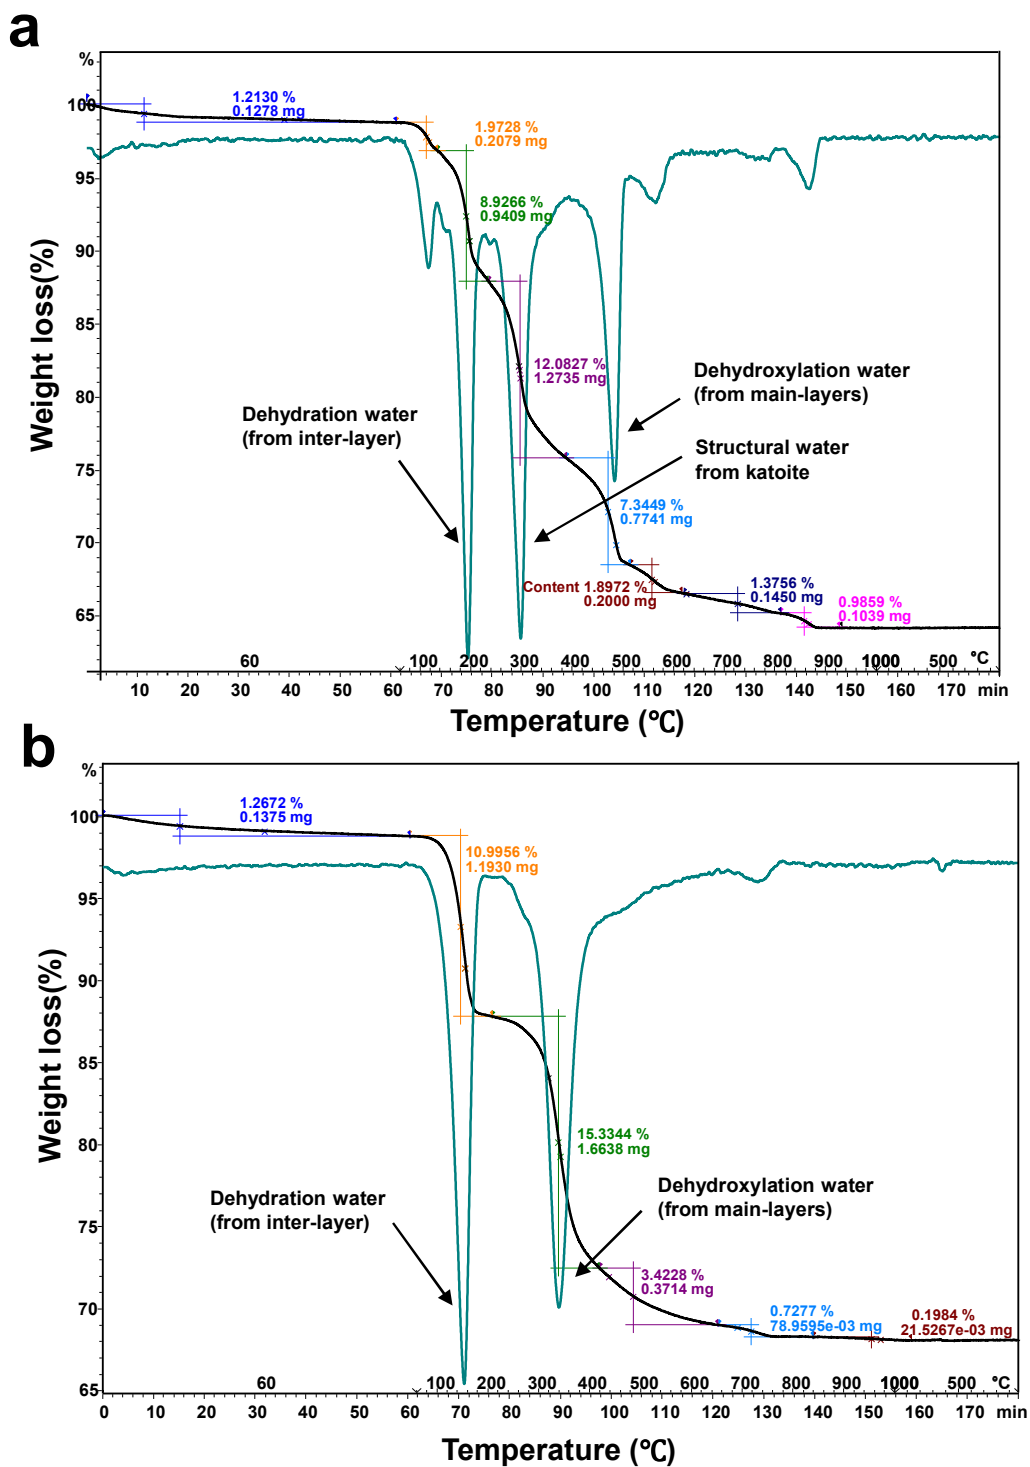 a
%
100
95
90
85
80
75
70
65
Weight loss(%)
1.2130 %
0.1278 mg
1.9728 %
0.2079 mg
8.9266 %
0.9409 mg
12.0827 %
1.2735 mg
Dehydroxylation water
(from main-layers)
Dehydration water
(from inter-layer)
Structural water
from katoite
7.3449 %
0.7741 mg
Content 1.8972 %
0.2000 mg
1.3756 %
0.1450 mg
0.9859 %
0.1039 mg
60 100 200 300 400 500 600 700 800 900 1000 500 °C
10 20 30 40 50 60 70 80 90 100 110 120 130 140 150 160 170 min
Temperature (℃)
b
%
100
95
90
85
80
75
70
65
Weight loss(%)
1.2672 %
0.1375 mg
10.9956 %
1.1930 mg
15.3344 %
1.6638 mg
Dehydration water
(from inter-layer)
Dehydroxylation water
(from main-layers)
3.4228 %
0.3714 mg
0.7277 %
78.9595e-03 mg
0.1984 %
21.5267e-03 mg
60 100 200 300 400 500 600 700 800 900 1000 500 °C
0 10 20 30 40 50 60 70 80 90 100 110 120 130 140 150 160 170 min
Temperature (℃)